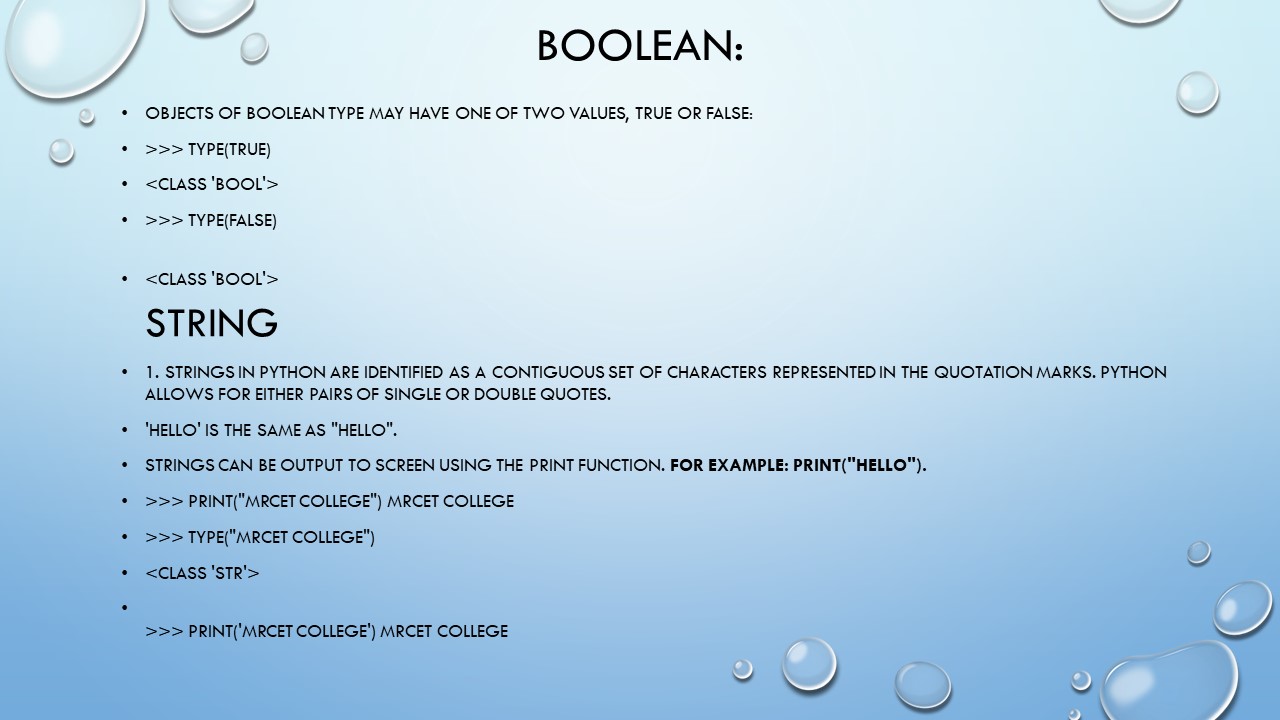 BOOLEAN:
• OBJECTS OF BOOLEAN TYPE MAY HAVE ONE OF TWO VALUES, TRUE OR FALSE:
• >>> TYPE(TRUE)
• <CLASS 'BOOL'>
• >>> TYPE(FALSE)
• <CLASS 'BOOL'>
STRING
• 1. STRINGS IN PYTHON ARE IDENTIFIED AS A CONTIGUOUS SET OF CHARACTERS REPRESENTED IN THE QUOTATION MARKS. PYTHON
ALLOWS FOR EITHER PAIRS OF SINGLE OR DOUBLE QUOTES.
• 'HELLO' IS THE SAME AS "HELLO".
• STRINGS CAN BE OUTPUT TO SCREEN USING THE PRINT FUNCTION. FOR EXAMPLE: PRINT("HELLO").
• >>> PRINT("MRCET COLLEGE") MRCET COLLEGE
• >>> TYPE("MRCET COLLEGE")
• <CLASS 'STR'>
•
>>> PRINT('MRCET COLLEGE') MRCET COLLEGE